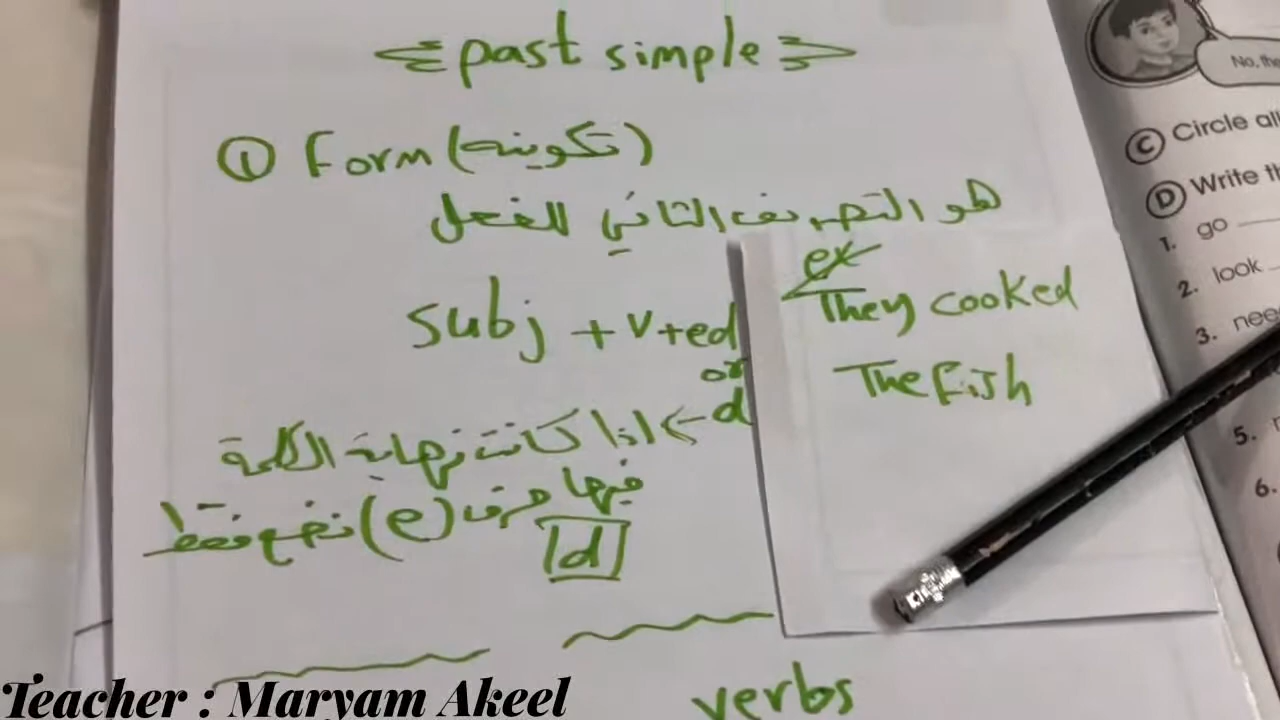 past simple
① Form (تكوينه)
هو التصريف الثاني للفعل
subj + v+ed
or
d
← اذا كانت نهاية الكلمة
فيها حرف (e) نضع فقط
d
ex
They cooked
The fish
verbs
No, the
C Circle all
D Write th
1. go
2. look
3. nee
5.
6.
Teacher : Maryam Akeel